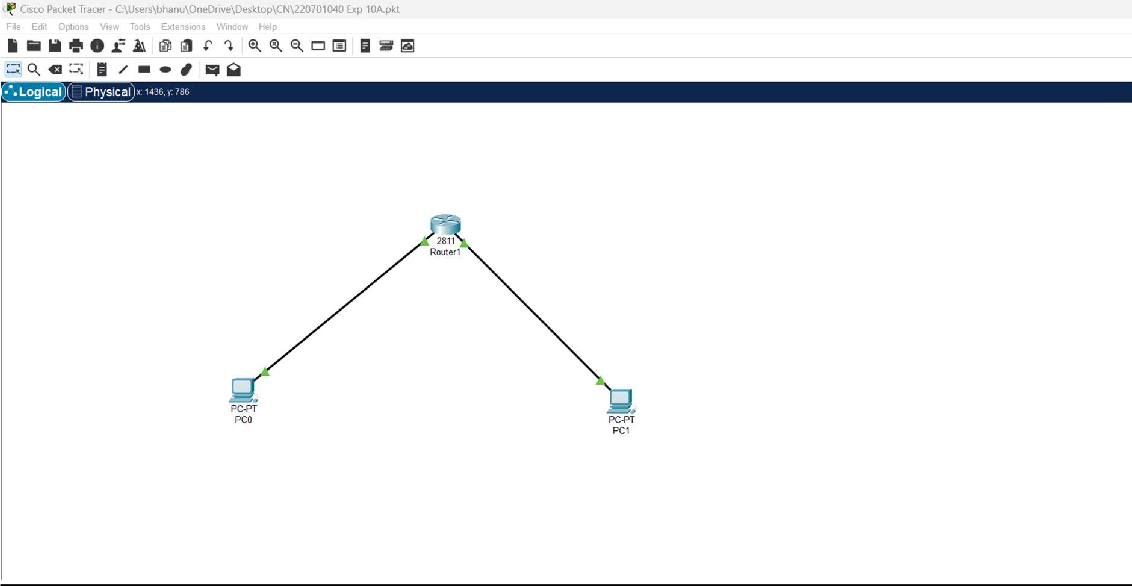 Cisco Packet Tracer - C:\Users\bhanu\OneDrive\Desktop\CN\220701040 Exp 10A.pkt
File Edit Options View Tools Extensions Window Help
Logical Physical x: 1436, y: 786
2811
Router1
PC-PT
PC0
PC-PT
PC1